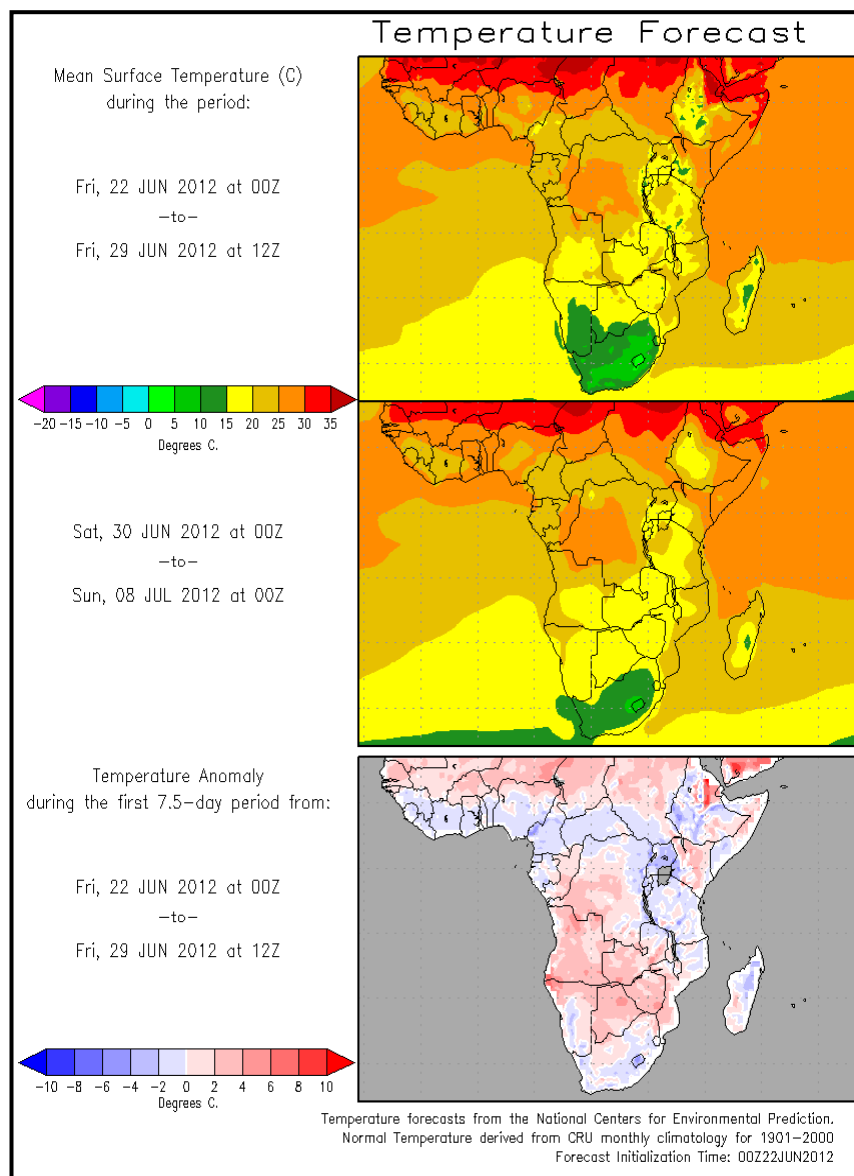 Temperature Forecast
Mean Surface Temperature (C)
during the period:
Fri, 22 JUN 2012 at 00Z
-to-
Fri, 29 JUN 2012 at 12Z
-20 -15 -10 -5 0 5 10 15 20 25 30 35
Degrees C.
Sat, 30 JUN 2012 at 00Z
-to-
Sun, 08 JUL 2012 at 00Z
Temperature Anomaly
during the first 7.5-day period from:
Fri, 22 JUN 2012 at 00Z
-to-
Fri, 29 JUN 2012 at 12Z
-10 -8 -6 -4 -2 0 2 4 6 8 10
Degrees C.
Temperature forecasts from the National Centers for Environmental Prediction.
Normal Temperature derived from CRU monthly climatology for 1901-2000
Forecast Initialization Time: 00Z22JUN2012